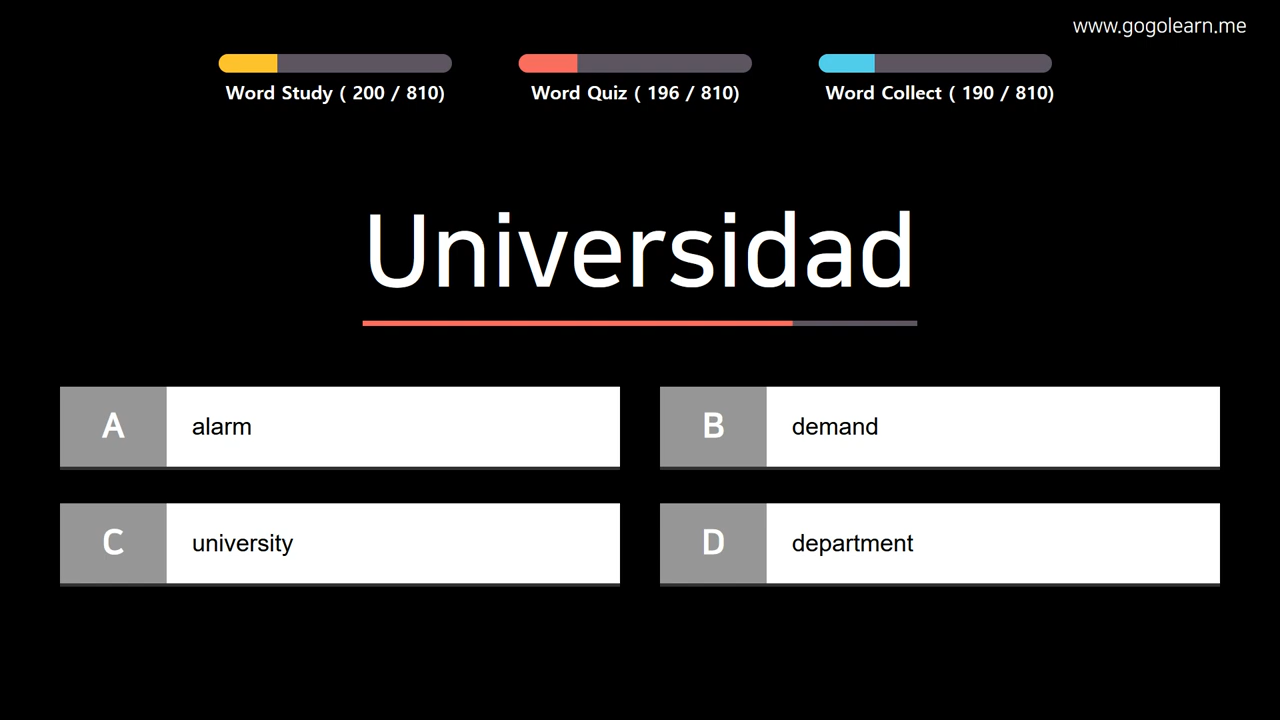 www.gogolearn.me
Word Study ( 200 / 810)
Word Quiz ( 196 / 810)
Word Collect ( 190 / 810)
Universidad
A alarm
B demand
C university
D department